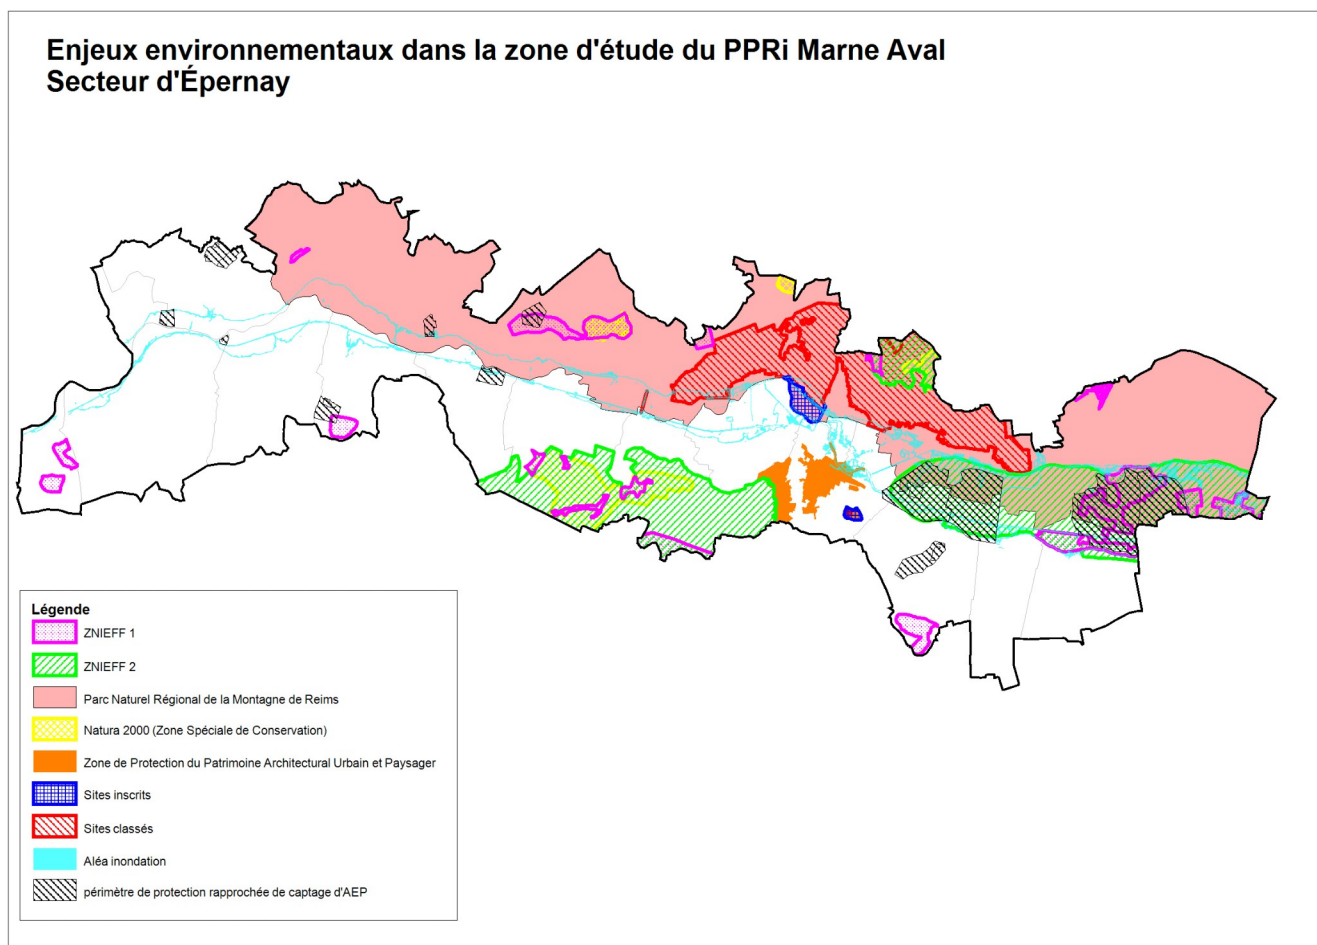 Enjeux environnementaux dans la zone d'étude du PPRi Marne Aval
Secteur d'Épernay
Légende
ZNIEFF 1
ZNIEFF 2
Parc Naturel Régional de la Montagne de Reims
Natura 2000 (Zone Spéciale de Conservation)
Zone de Protection du Patrimoine Architectural Urbain et Paysager
Sites inscrits
Sites classés
Aléa inondation
périmètre de protection rapprochée de captage d'AEP